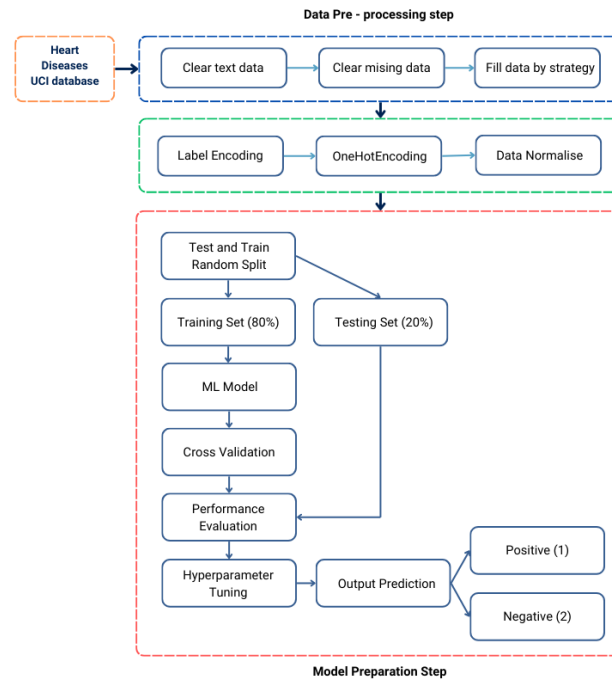 Data Pre - processing step
Heart
Diseases
UCI database
Clear text data
Clear mising data
Fill data by strategy
Label Encoding
OneHotEncoding
Data Normalise
Test and Train
Random Split
Training Set (80%)
Testing Set (20%)
ML Model
Cross Validation
Performance
Evaluation
Hyperparameter
Tuning
Output Prediction
Positive (1)
Negative (2)
Model Preparation Step